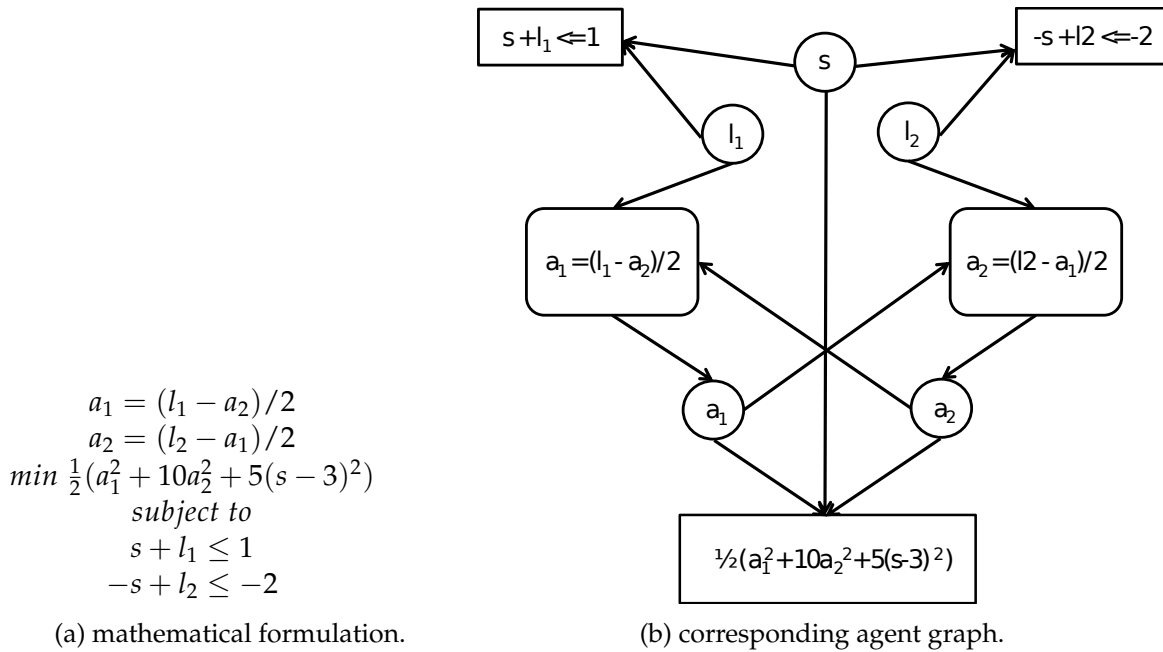 s+l₁<=1
s
-s+l2<=-2
l₁
l₂
a₁=(l₁-a₂)/2
a₂=(l2-a₁)/2
a₁
a₂
½(a₁²+10a₂²+5(s-3)²)
a₁ = (l₁ − a₂)/2
a₂ = (l₂ − a₁)/2
min ½(a₁² + 10a₂² + 5(s − 3)²)
subject to
s + l₁ ≤ 1
−s + l₂ ≤ −2
(a) mathematical formulation.
(b) corresponding agent graph.